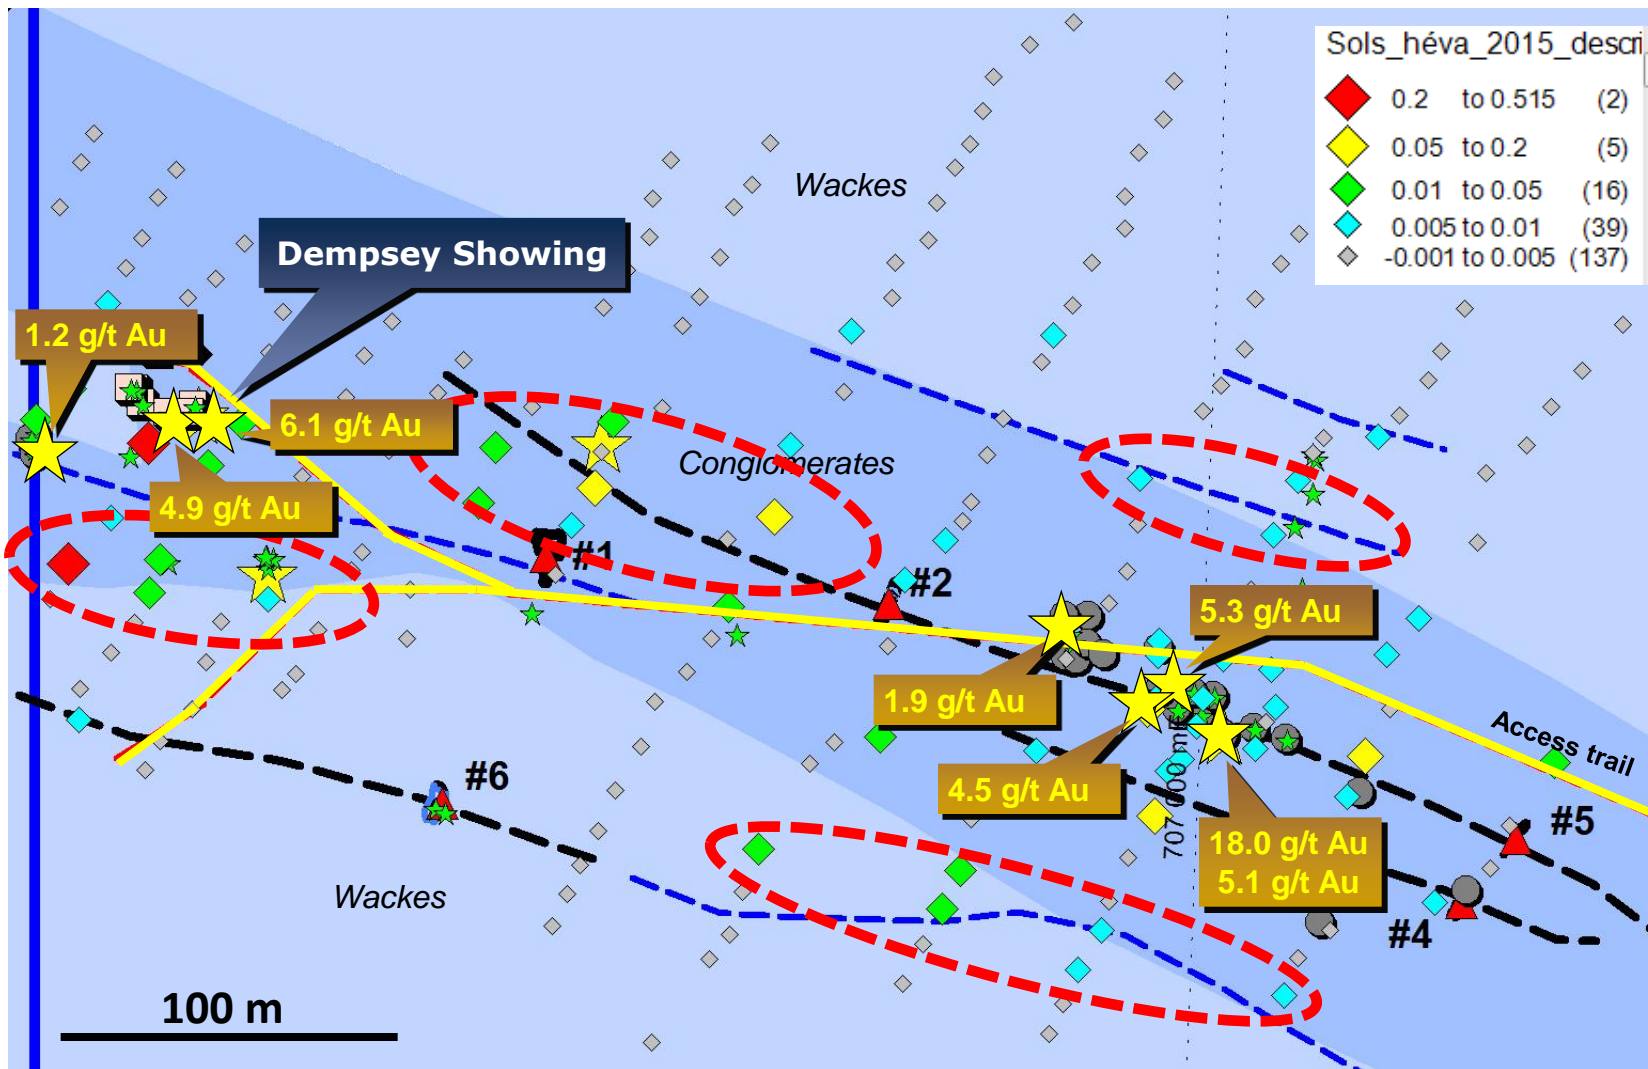 Sols_héva_2015_descri
0.2 to 0.515 (2)
0.05 to 0.2 (5)
0.01 to 0.05 (16)
0.005 to 0.01 (39)
-0.001 to 0.005 (137)
Wackes
Dempsey Showing
1.2 g/t Au
6.1 g/t Au
Conglomerates
4.9 g/t Au
#1
#2
5.3 g/t Au
1.9 g/t Au
Access trail
4.5 g/t Au
707 000 mE
#6
18.0 g/t Au
5.1 g/t Au
#5
Wackes
#4
100 m